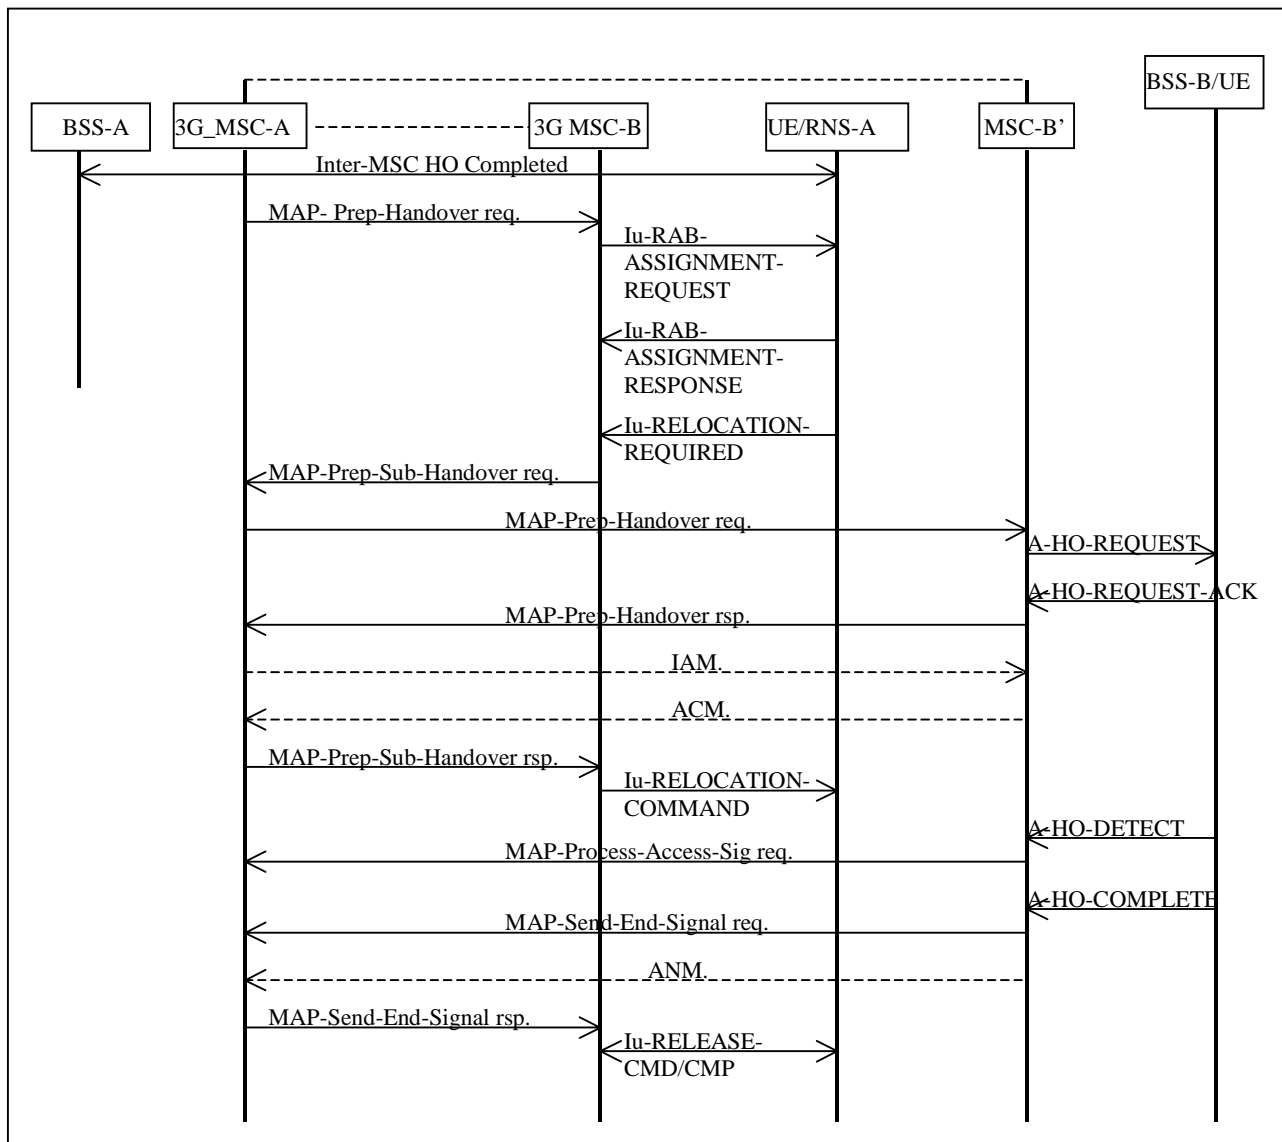 BSS-B/UE
BSS-A
3G_MSC-A
3G MSC-B
UE/RNS-A
MSC-B’
Inter-MSC HO Completed
MAP- Prep-Handover req.
Iu-RAB-
ASSIGNMENT-
REQUEST
Iu-RAB-
ASSIGNMENT-
RESPONSE
Iu-RELOCATION-
REQUIRED
MAP-Prep-Sub-Handover req.
MAP-Prep-Handover req.
A-HO-REQUEST
A-HO-REQUEST-ACK
MAP-Prep-Handover rsp.
IAM.
ACM.
MAP-Prep-Sub-Handover rsp.
Iu-RELOCATION-
COMMAND
A-HO-DETECT
MAP-Process-Access-Sig req.
A-HO-COMPLETE
MAP-Send-End-Signal req.
ANM.
MAP-Send-End-Signal rsp.
Iu-RELEASE-
CMD/CMP